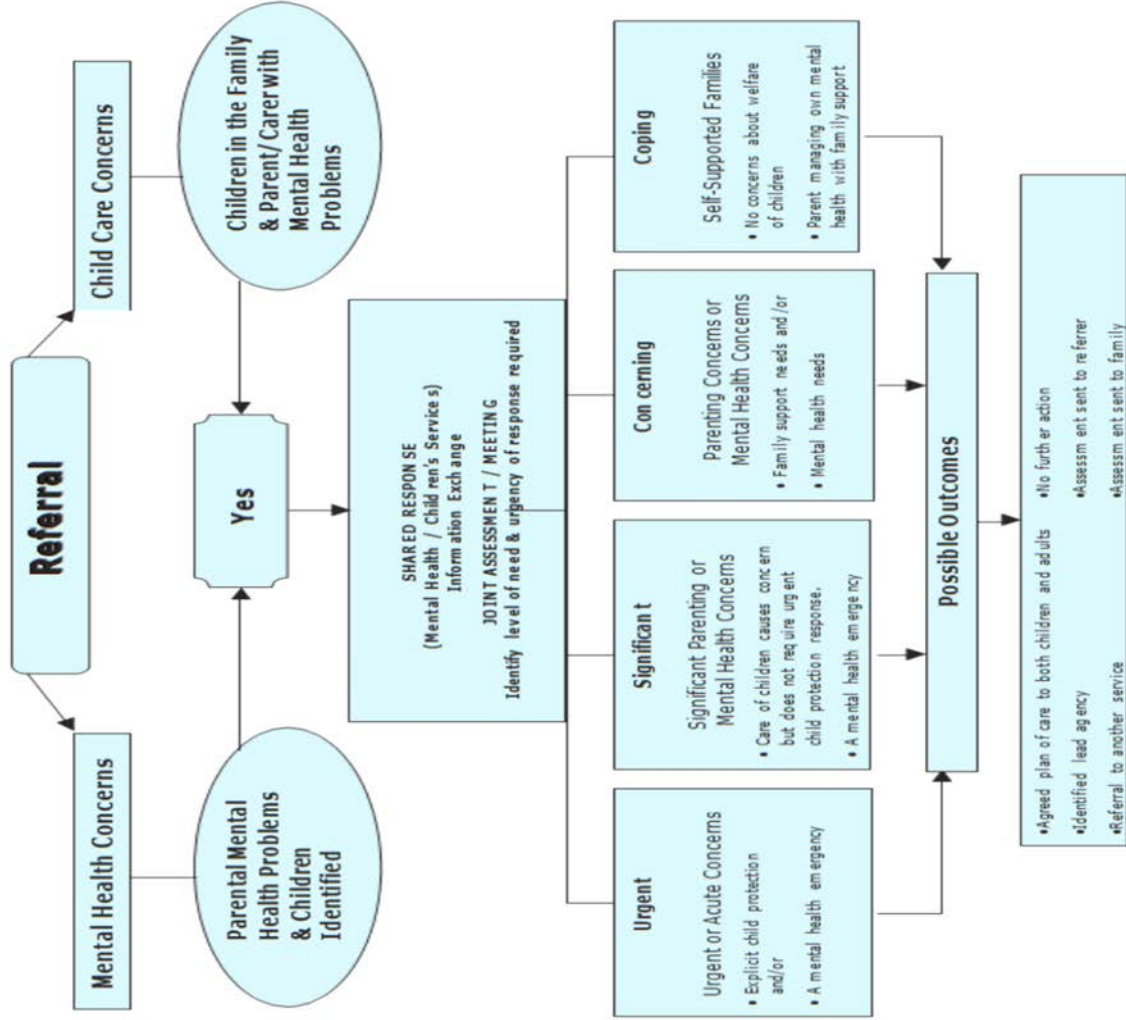 Referral
Mental Health Concerns
Child Care Concerns
Parental Mental
Health Problems
& Children
Identified
Yes
Children in the Family
& Parent/Carer with
Mental Health
Problems
SHARED RESPONSE
(Mental Health / Children's Services)
Information Exchange
JOINT ASSESSMENT / MEETING
Identify level of need & urgency of response required
Urgent
Urgent or Acute Concerns
• Explicit child protection
and/or
• A mental health emergency
Significant
Significant Parenting or
Mental Health Concerns
• Care of children causes concern
but does not require urgent
child protection response.
• A mental health emergency
Concerning
Parenting Concerns or
Mental Health Concerns
• Family support needs and /or
• Mental health needs
Coping
Self-Supported Families
• No concerns about welfare
of children
• Parent managing own mental
health with family support
Possible Outcomes
•Agreed plan of care to both children and adults
•Identified lead agency
•Referral to another service
•No further action
•Assessment sent to referrer
•Assessment sent to family